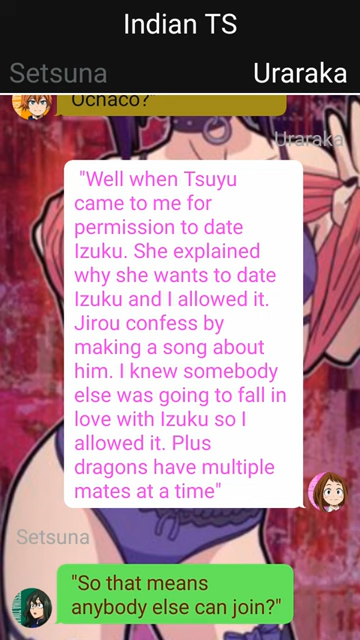 Indian TS
Setsuna Uraraka
Ochaco?
Uraraka
"Well when Tsuyu
came to me for
permission to date
Izuku. She explained
why she wants to date
Izuku and I allowed it.
Jirou confess by
making a song about
him. I knew somebody
else was going to fall in
love with Izuku so I
allowed it. Plus
dragons have multiple
mates at a time"
Setsuna
"So that means
anybody else can join?"